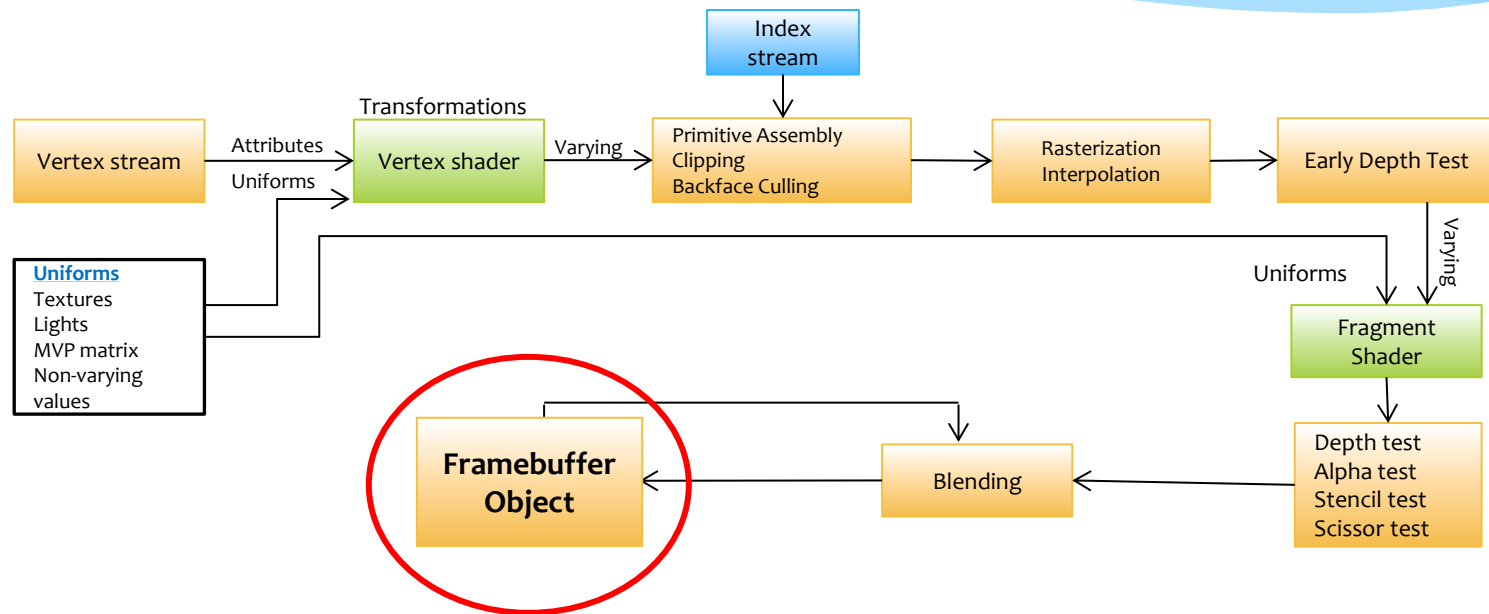 Index
stream
Transformations
Vertex stream
Attributes
Uniforms
Vertex shader
Varying
Primitive Assembly
Clipping
Backface Culling
Rasterization
Interpolation
Early Depth Test
Varying
Uniforms
Uniforms
Textures
Lights
MVP matrix
Non-varying
values
Fragment
Shader
Framebuffer
Object
Blending
Depth test
Alpha test
Stencil test
Scissor test